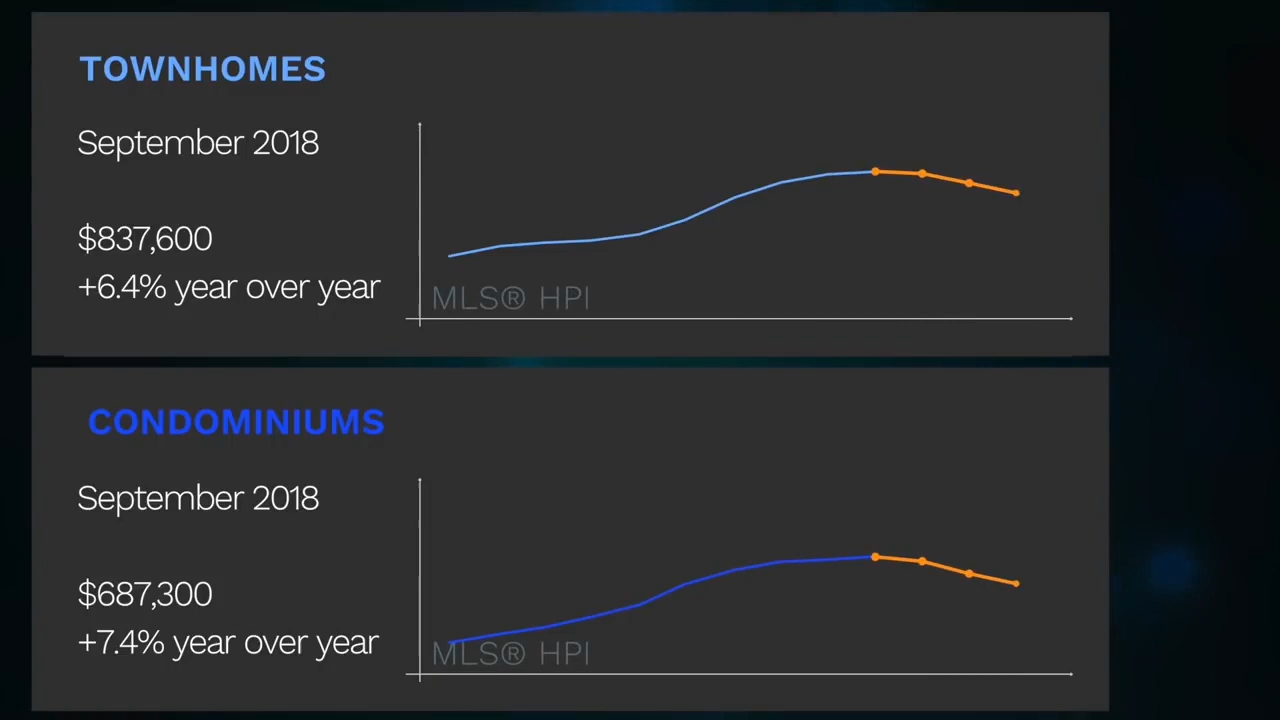 TOWNHOMES
September 2018
$837,600
+6.4% year over year
MLS® HPI
CONDOMINIUMS
September 2018
$687,300
+7.4% year over year
MLS® HPI